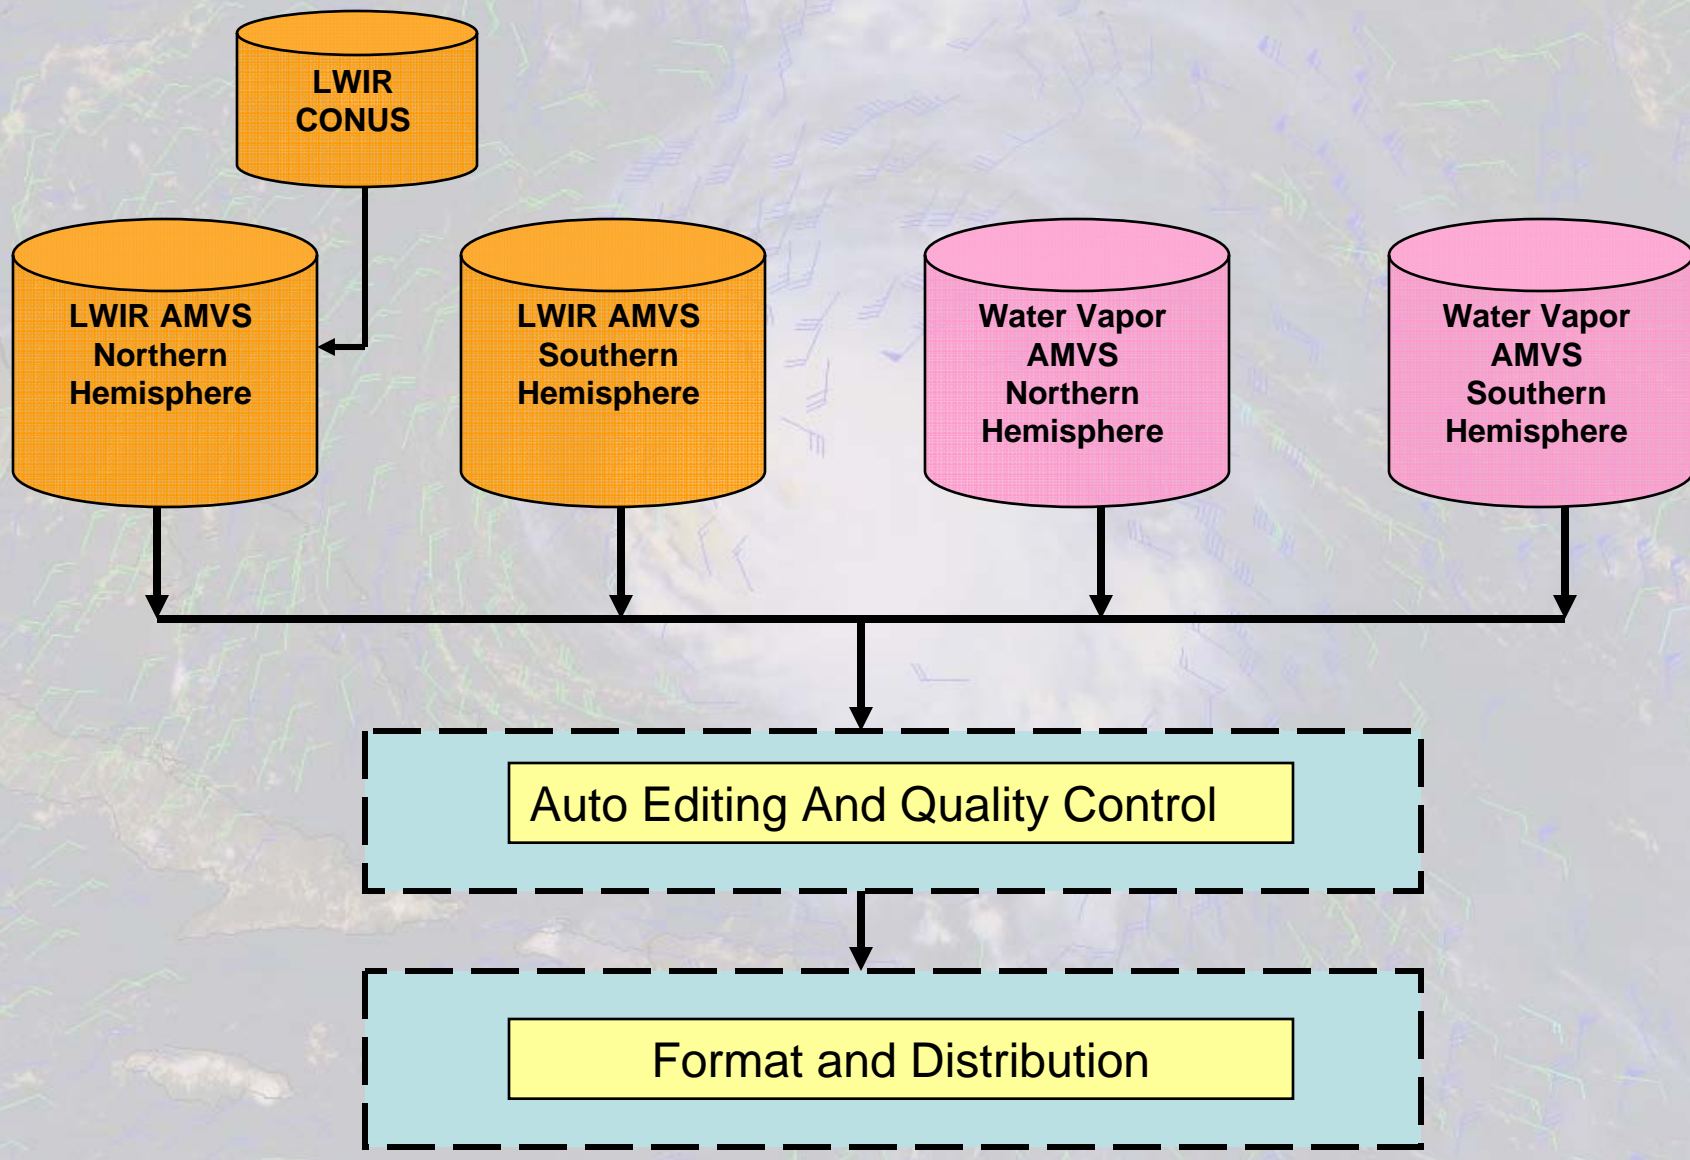 LWIR
CONUS
LWIR AMVS
Northern
Hemisphere
LWIR AMVS
Southern
Hemisphere
Water Vapor
AMVS
Northern
Hemisphere
Water Vapor
AMVS
Southern
Hemisphere
Auto Editing And Quality Control
Format and Distribution